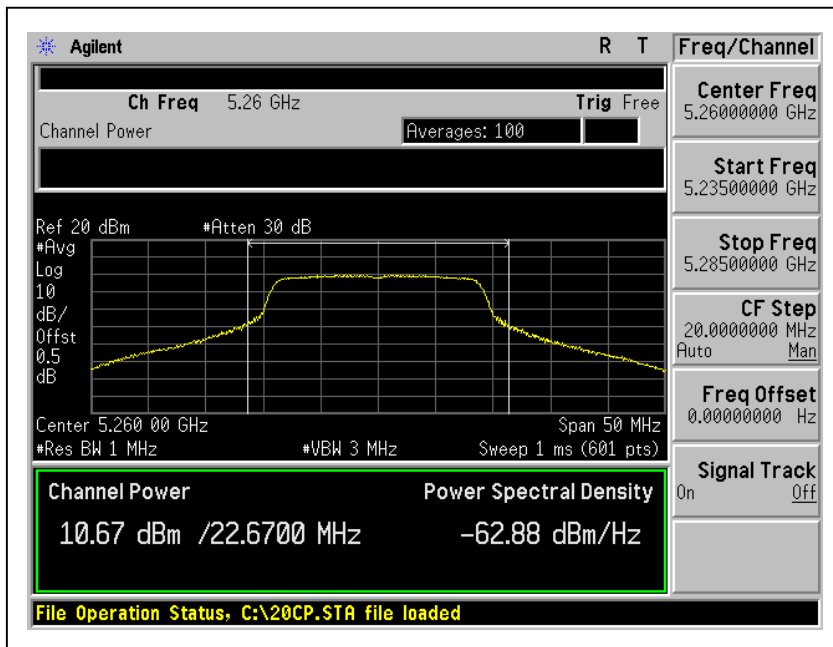 Agilent R T Freq/Channel
Ch Freq 5.26 GHz Trig Free
Channel Power Averages: 100
Ref 20 dBm #Atten 30 dB
#Avg
Log
10
dB/
Offst
0.5
dB
Center 5.260 00 GHz Span 50 MHz
#Res BW 1 MHz #VBW 3 MHz Sweep 1 ms (601 pts)
Channel Power Power Spectral Density
10.67 dBm /22.6700 MHz -62.88 dBm/Hz
File Operation Status, C:\20CP.STA file loaded
Center Freq
5.26000000 GHz
Start Freq
5.23500000 GHz
Stop Freq
5.28500000 GHz
CF Step
20.0000000 MHz
Auto Man
Freq Offset
0.00000000 Hz
Signal Track
On Off